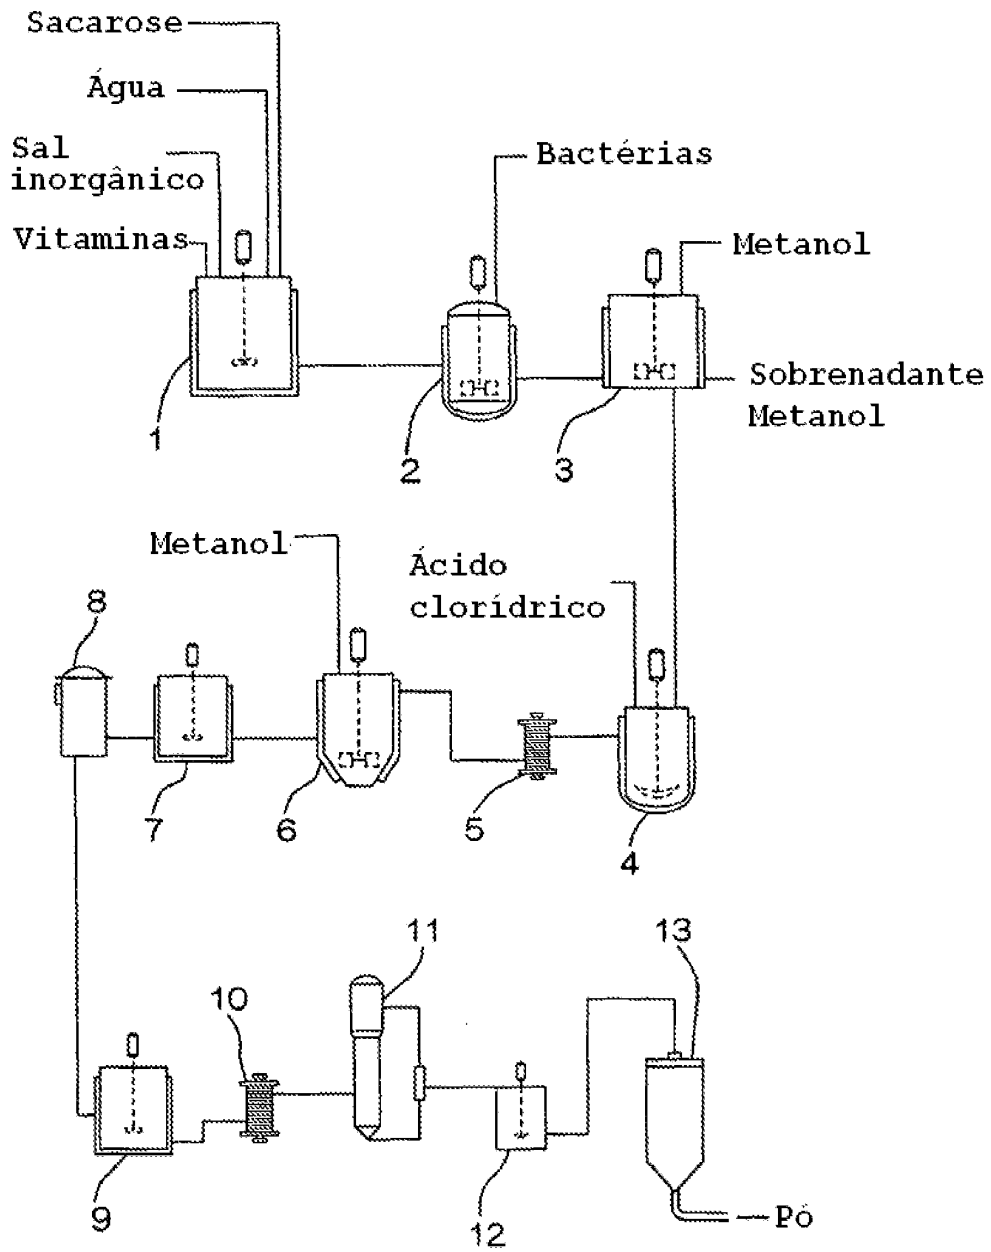 Sacarose
Água
Sal
inorgânico
Vitaminas
Bactérias
Metanol
Sobrenadante
Metanol
1
2
3
Metanol
Ácido
clorídrico
8
7
6
5
4
11
13
10
9
12
Pó